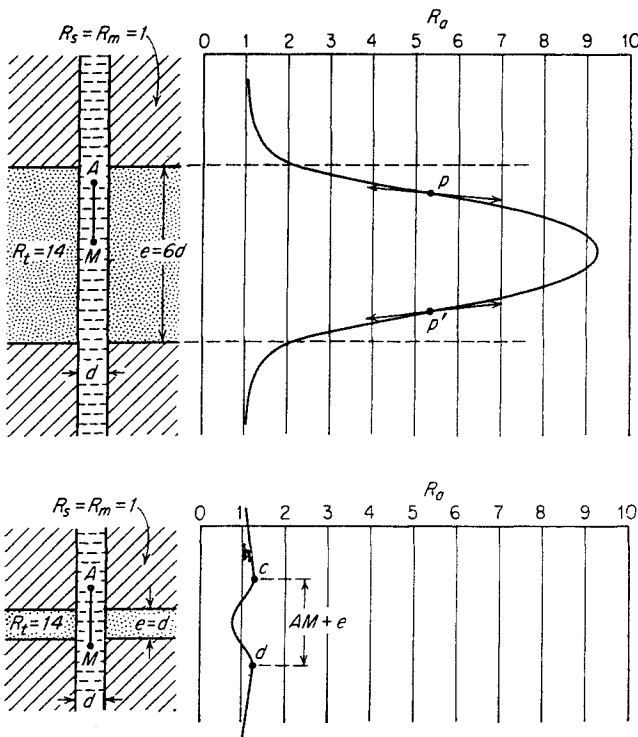 R_a
R_s = R_m = 1
0 1 2 3 4 5 6 7 8 9 10
A
p
R_t = 14
M
e = 6d
p'
d
R_a
R_s = R_m = 1
0 1 2 3 4 5 6 7 8 9 10
A
c
R_t = 14
e = d
AM + e
M
d
d